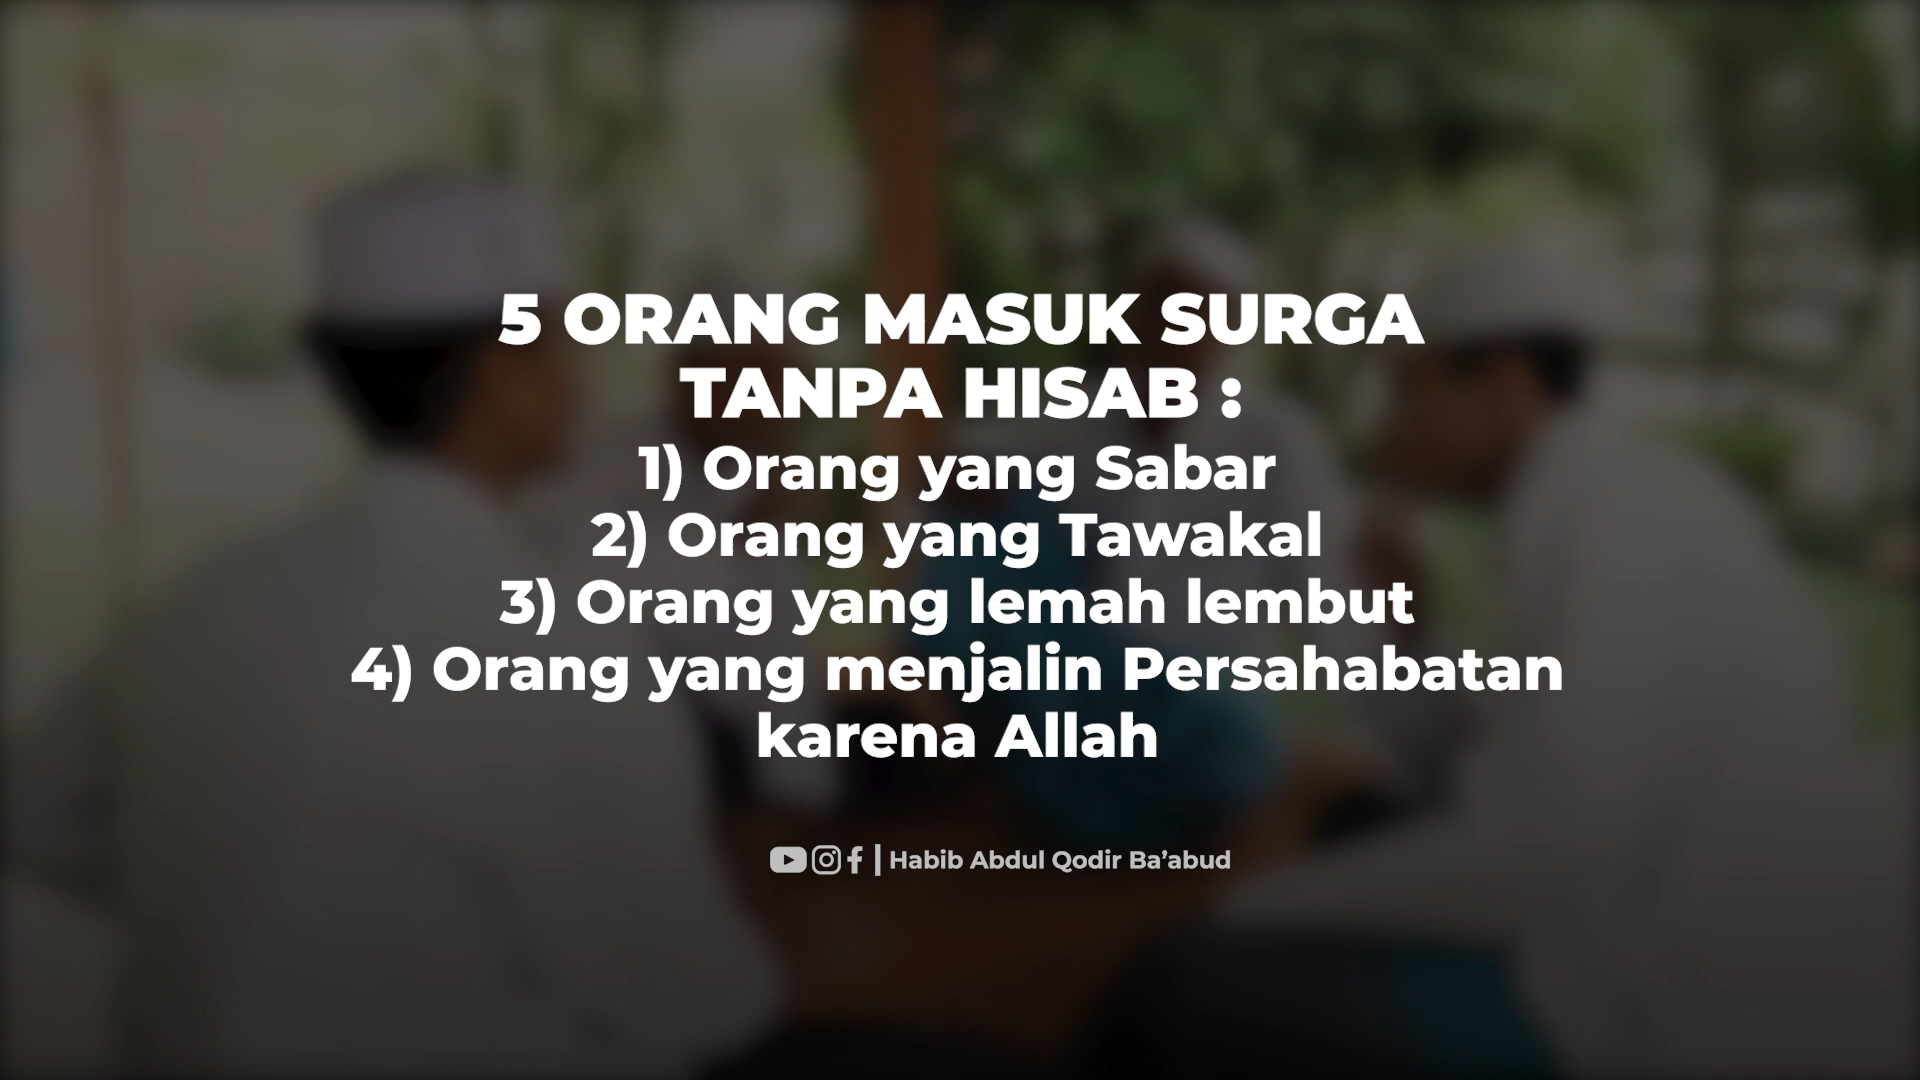 5 ORANG MASUK SURGA
TANPA HISAB :
1) Orang yang Sabar
2) Orang yang Tawakal
3) Orang yang lemah lembut
4) Orang yang menjalin Persahabatan
karena Allah
| Habib Abdul Qodir Ba’abud